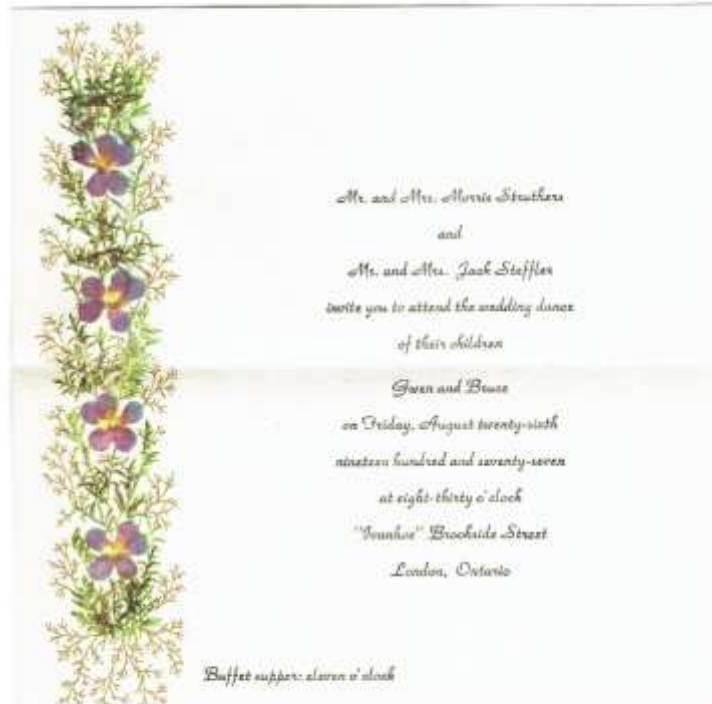 Mr. and Mrs. Morris Struthers
and
Mr. and Mrs. Jack Steffler
invite you to attend the wedding dance
of their children
Gwen and Bruce
on Friday, August twenty-sixth
nineteen hundred and seventy-seven
at eight-thirty o'clock
"Ivanhoe" Brookside Street
London, Ontario
Buffet supper: eleven o'clock